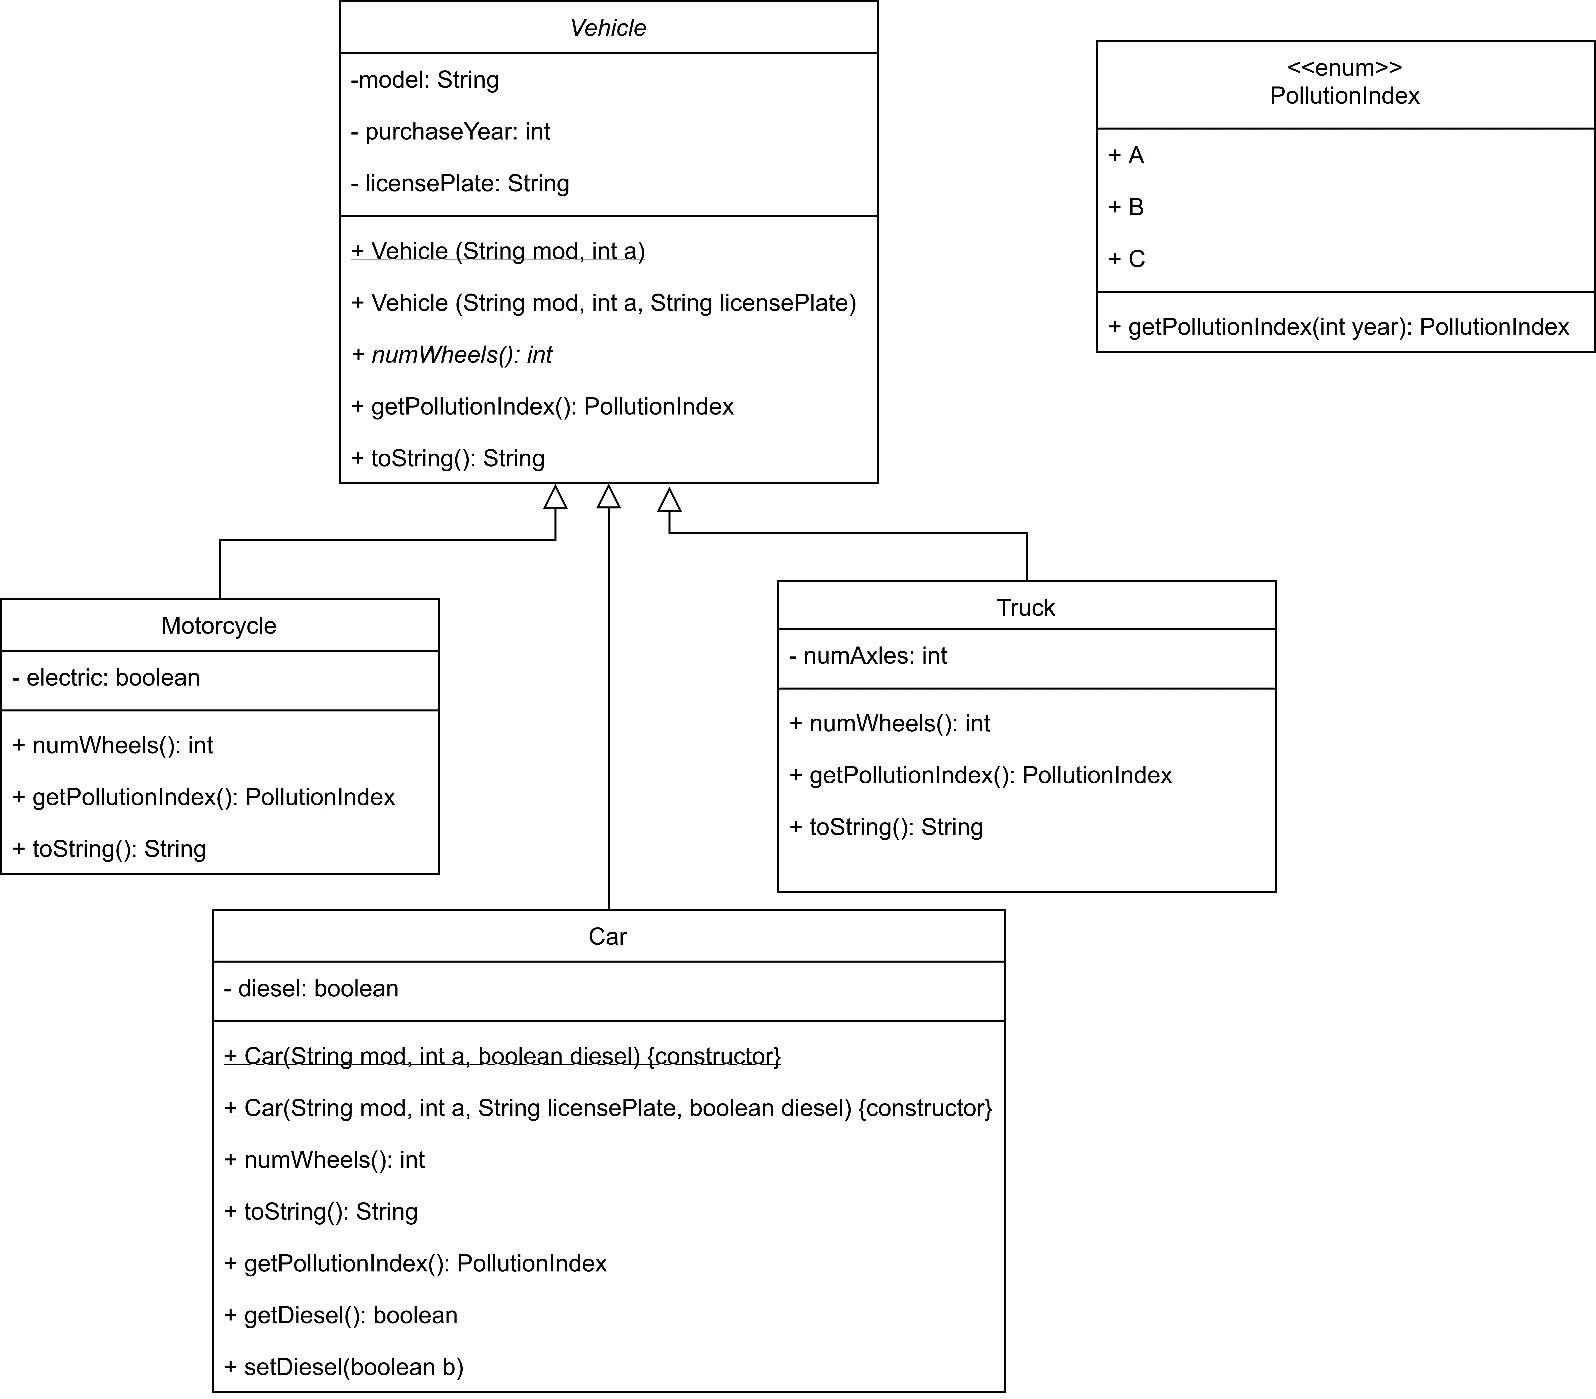 Vehicle
-model: String
- purchaseYear: int
- licensePlate: String
+ Vehicle (String mod, int a)
+ Vehicle (String mod, int a, String licensePlate)
+ numWheels(): int
+ getPollutionIndex(): PollutionIndex
+ toString(): String
<<enum>>
PollutionIndex
+ A
+ B
+ C
+ getPollutionIndex(int year): PollutionIndex
Motorcycle
- electric: boolean
+ numWheels(): int
+ getPollutionIndex(): PollutionIndex
+ toString(): String
Truck
- numAxles: int
+ numWheels(): int
+ getPollutionIndex(): PollutionIndex
+ toString(): String
Car
- diesel: boolean
+ Car(String mod, int a, boolean diesel) {constructor}
+ Car(String mod, int a, String licensePlate, boolean diesel) {constructor}
+ numWheels(): int
+ toString(): String
+ getPollutionIndex(): PollutionIndex
+ getDiesel(): boolean
+ setDiesel(boolean b)